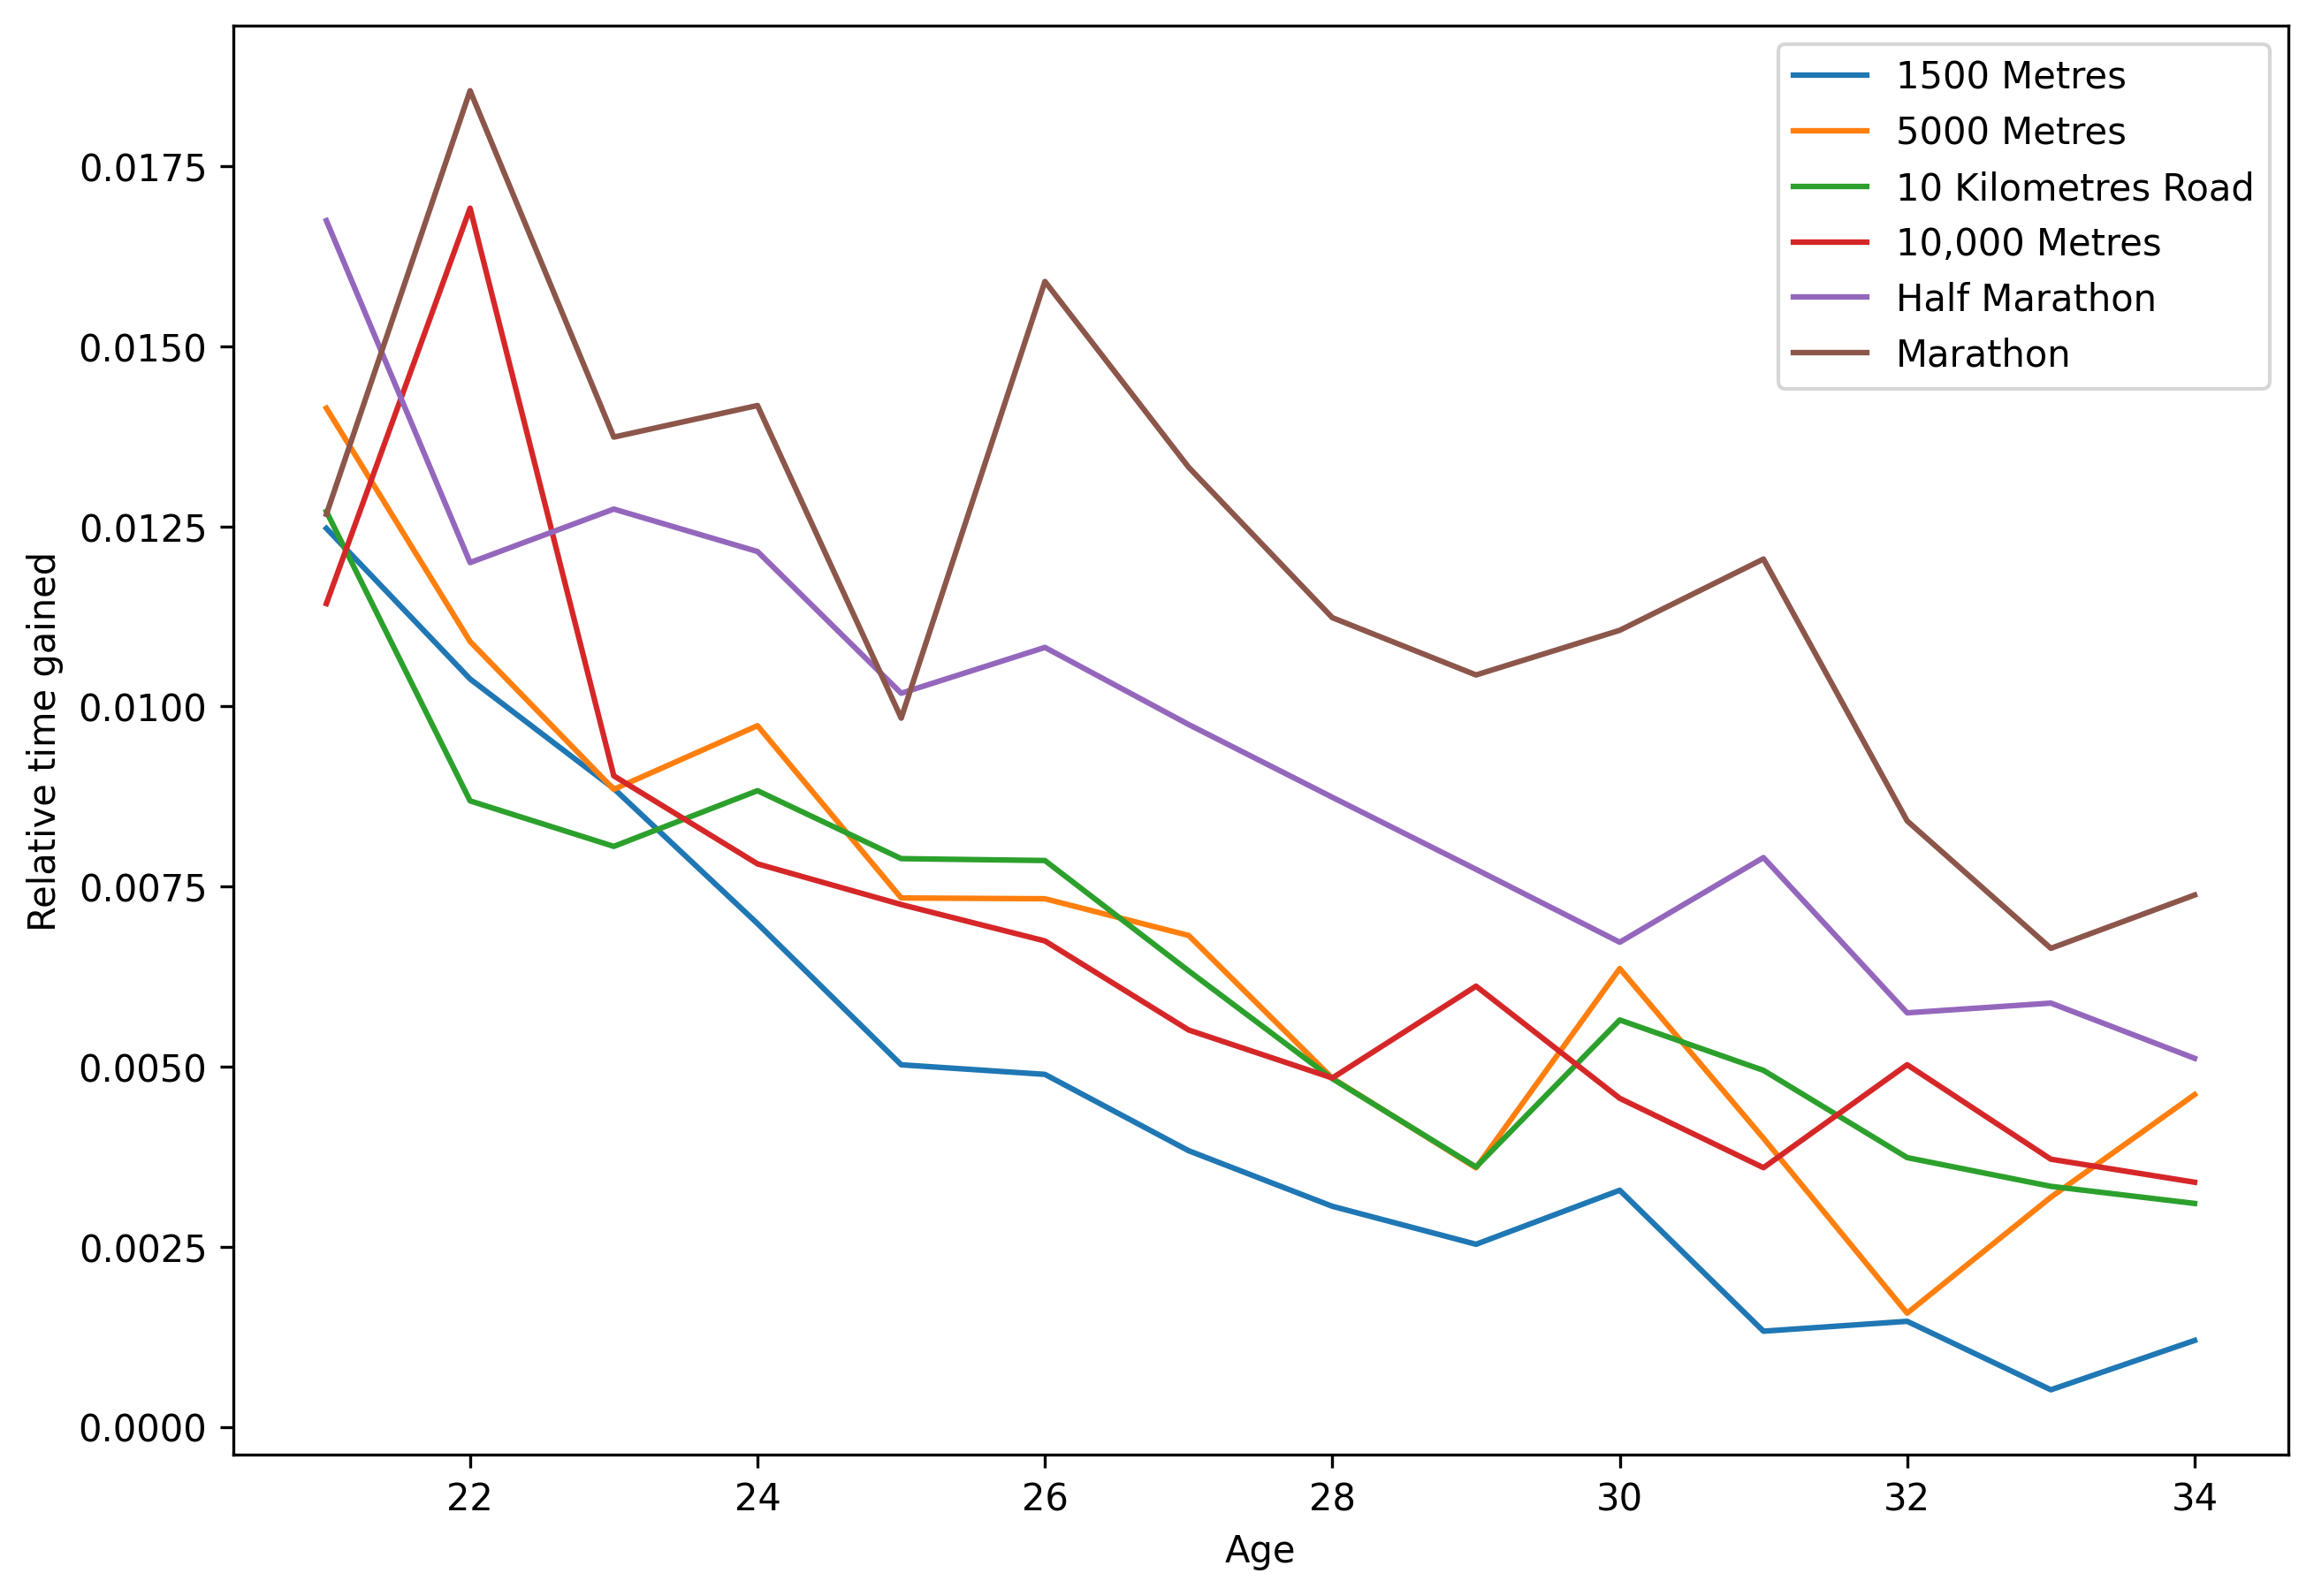 1500 Metres
5000 Metres
10 Kilometres Road
10,000 Metres
Half Marathon
Marathon
0.0175
0.0150
0.0125
0.0100
0.0075
0.0050
0.0025
0.0000
Relative time gained
22 24 26 28 30 32 34
Age